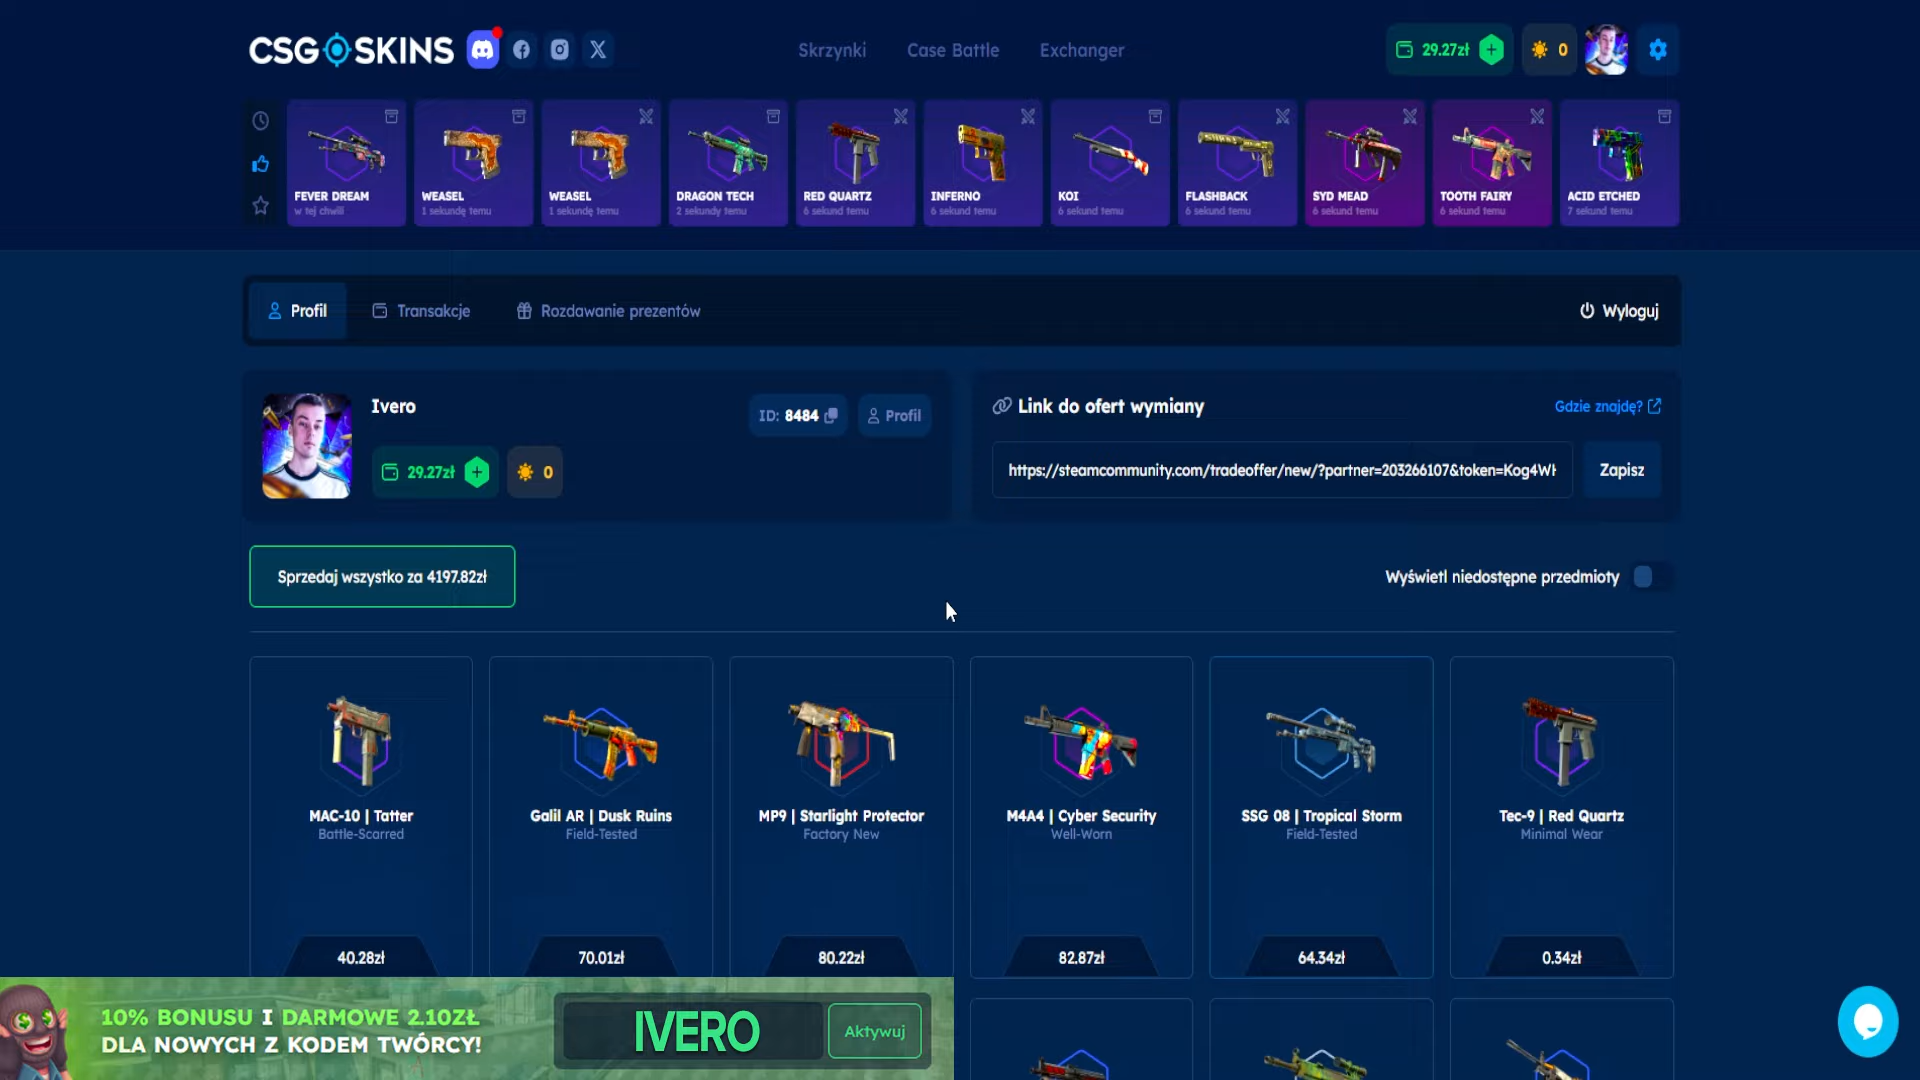 CSGOSKINS
Skrzynki
Case Battle
Exchanger
29.27zł
0
FEVER DREAM
w tej chwili
WEASEL
1 sekundę temu
WEASEL
1 sekundę temu
DRAGON TECH
2 sekundy temu
RED QUARTZ
6 sekund temu
INFERNO
6 sekund temu
KOI
6 sekund temu
FLASHBACK
6 sekund temu
SYD MEAD
6 sekund temu
TOOTH FAIRY
6 sekund temu
ACID ETCHED
7 sekund temu
Profil
Transakcje
Rozdawanie prezentów
Wyloguj
Ivero
ID: 8484
Profil
29.27zł
0
Link do ofert wymiany
Gdzie znajdę?
https://steamcommunity.com/tradeoffer/new/?partner=203266107&token=Kog4W
Zapisz
Sprzedaj wszystko za 4197.82zł
Wyświetl niedostępne przedmioty
MAC-10 | Tatter
Battle-Scarred
40.28zł
Galil AR | Dusk Ruins
Field-Tested
70.01zł
MP9 | Starlight Protector
Factory New
80.22zł
M4A4 | Cyber Security
Well-Worn
82.87zł
SSG 08 | Tropical Storm
Field-Tested
64.34zł
Tec-9 | Red Quartz
Minimal Wear
0.34zł
10% BONUSU I DARMOWE 2.10ZŁ
DLA NOWYCH Z KODEM TWÓRCY!
IVERO
Aktywuj